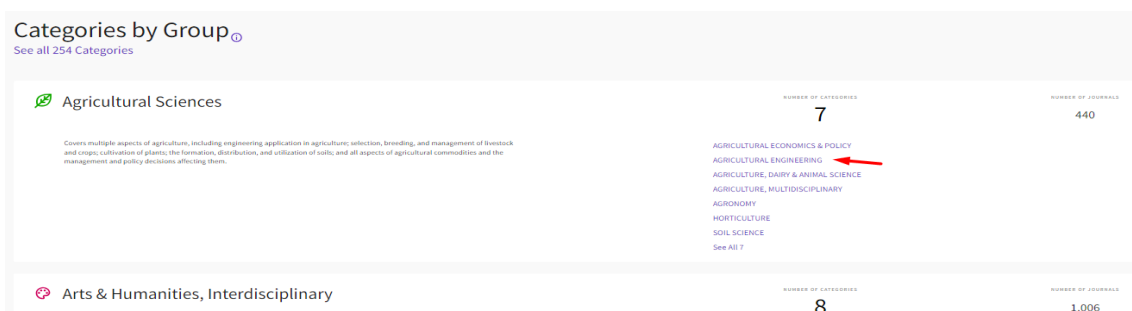 Categories by Group
See all 254 Categories
Agricultural Sciences
NUMBER OF CATEGORIES
7
NUMBER OF JOURNALS
440
Covers multiple aspects of agriculture, including engineering application in agriculture; selection, breeding, and management of livestock
and crops; cultivation of plants; the formation, distribution, and utilization of soils; and all aspects of agricultural commodities and the
management and policy decisions affecting them.
AGRICULTURAL ECONOMICS & POLICY
AGRICULTURAL ENGINEERING
AGRICULTURE, DAIRY & ANIMAL SCIENCE
AGRICULTURE, MULTIDISCIPLINARY
AGRONOMY
HORTICULTURE
SOIL SCIENCE
See All 7
Arts & Humanities, Interdisciplinary
NUMBER OF CATEGORIES
8
NUMBER OF JOURNALS
1,006